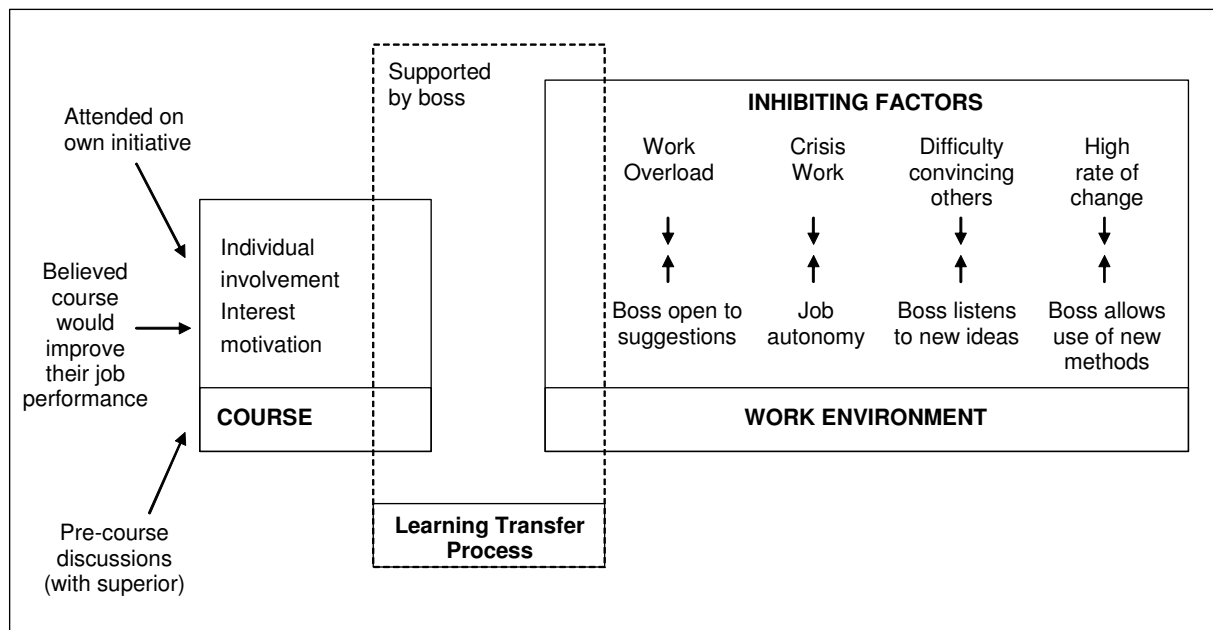 Supported
by boss
Attended on
own initiative
Believed
course
would
improve
their job
performance
Pre-course
discussions
(with superior)
Individual
involvement
Interest
motivation
COURSE
Learning Transfer
Process
INHIBITING FACTORS
Work
Overload
Crisis
Work
Difficulty
convincing
others
High
rate of
change
Boss open to
suggestions
Job
autonomy
Boss listens
to new ideas
Boss allows
use of new
methods
WORK ENVIRONMENT